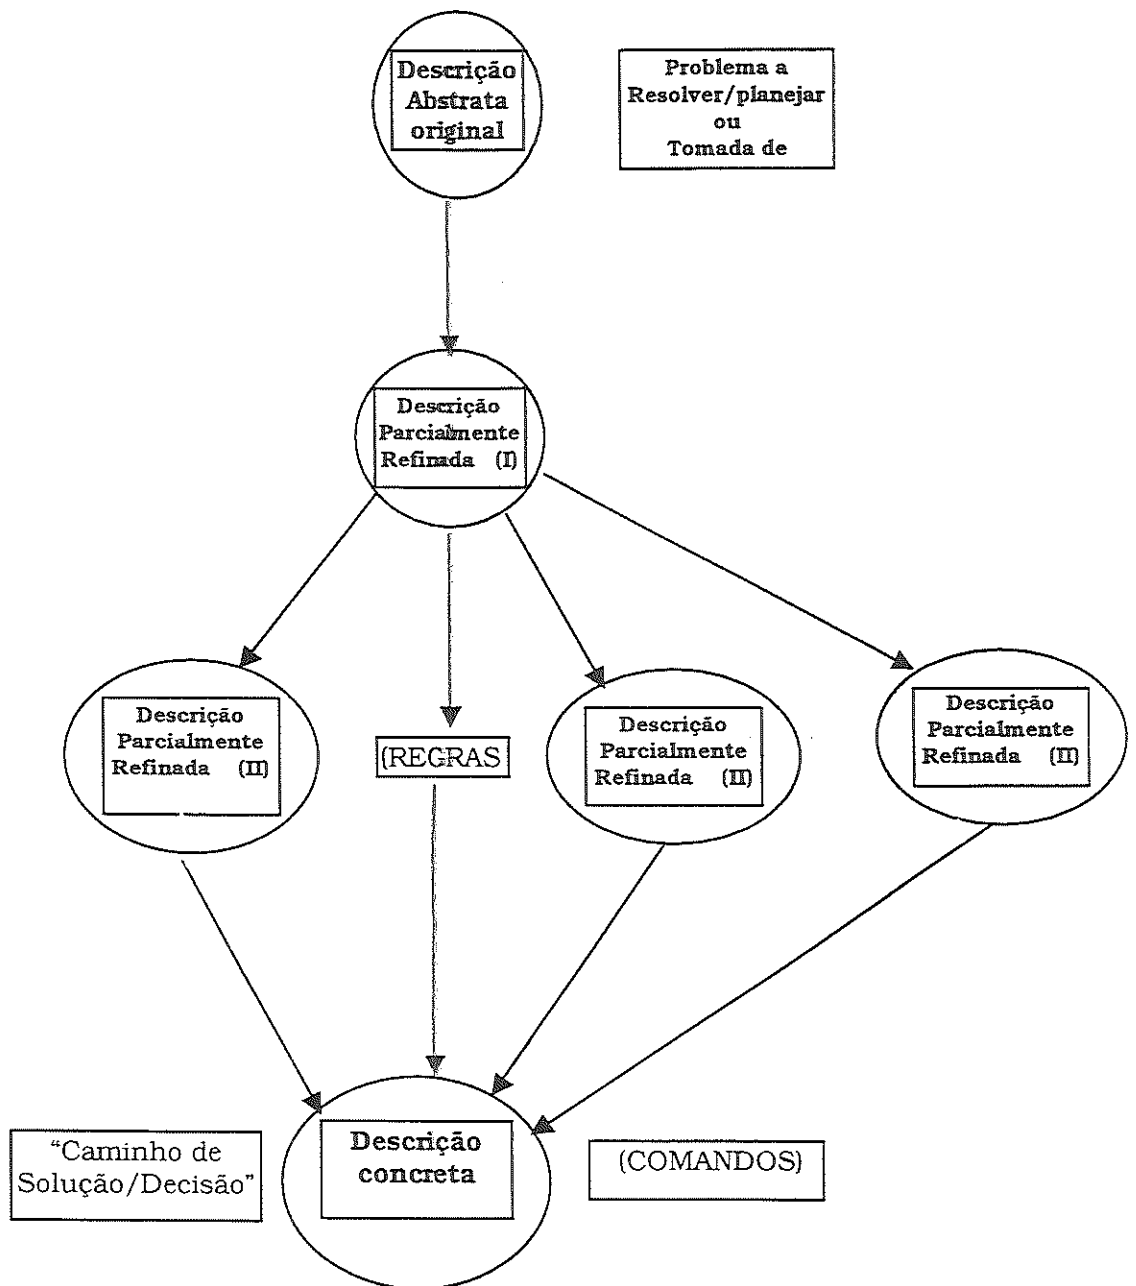 Descrição
Abstrata
original
Problema a
Resolver/planejar
ou
Tomada de
Descrição
Parcialmente
Refinada (I)
Descrição
Parcialmente
Refinada (II)
(REGRAS
Descrição
Parcialmente
Refinada (II)
Descrição
Parcialmente
Refinada (II)
“Caminho de
Solução/Decisão”
Descrição
concreta
(COMANDOS)